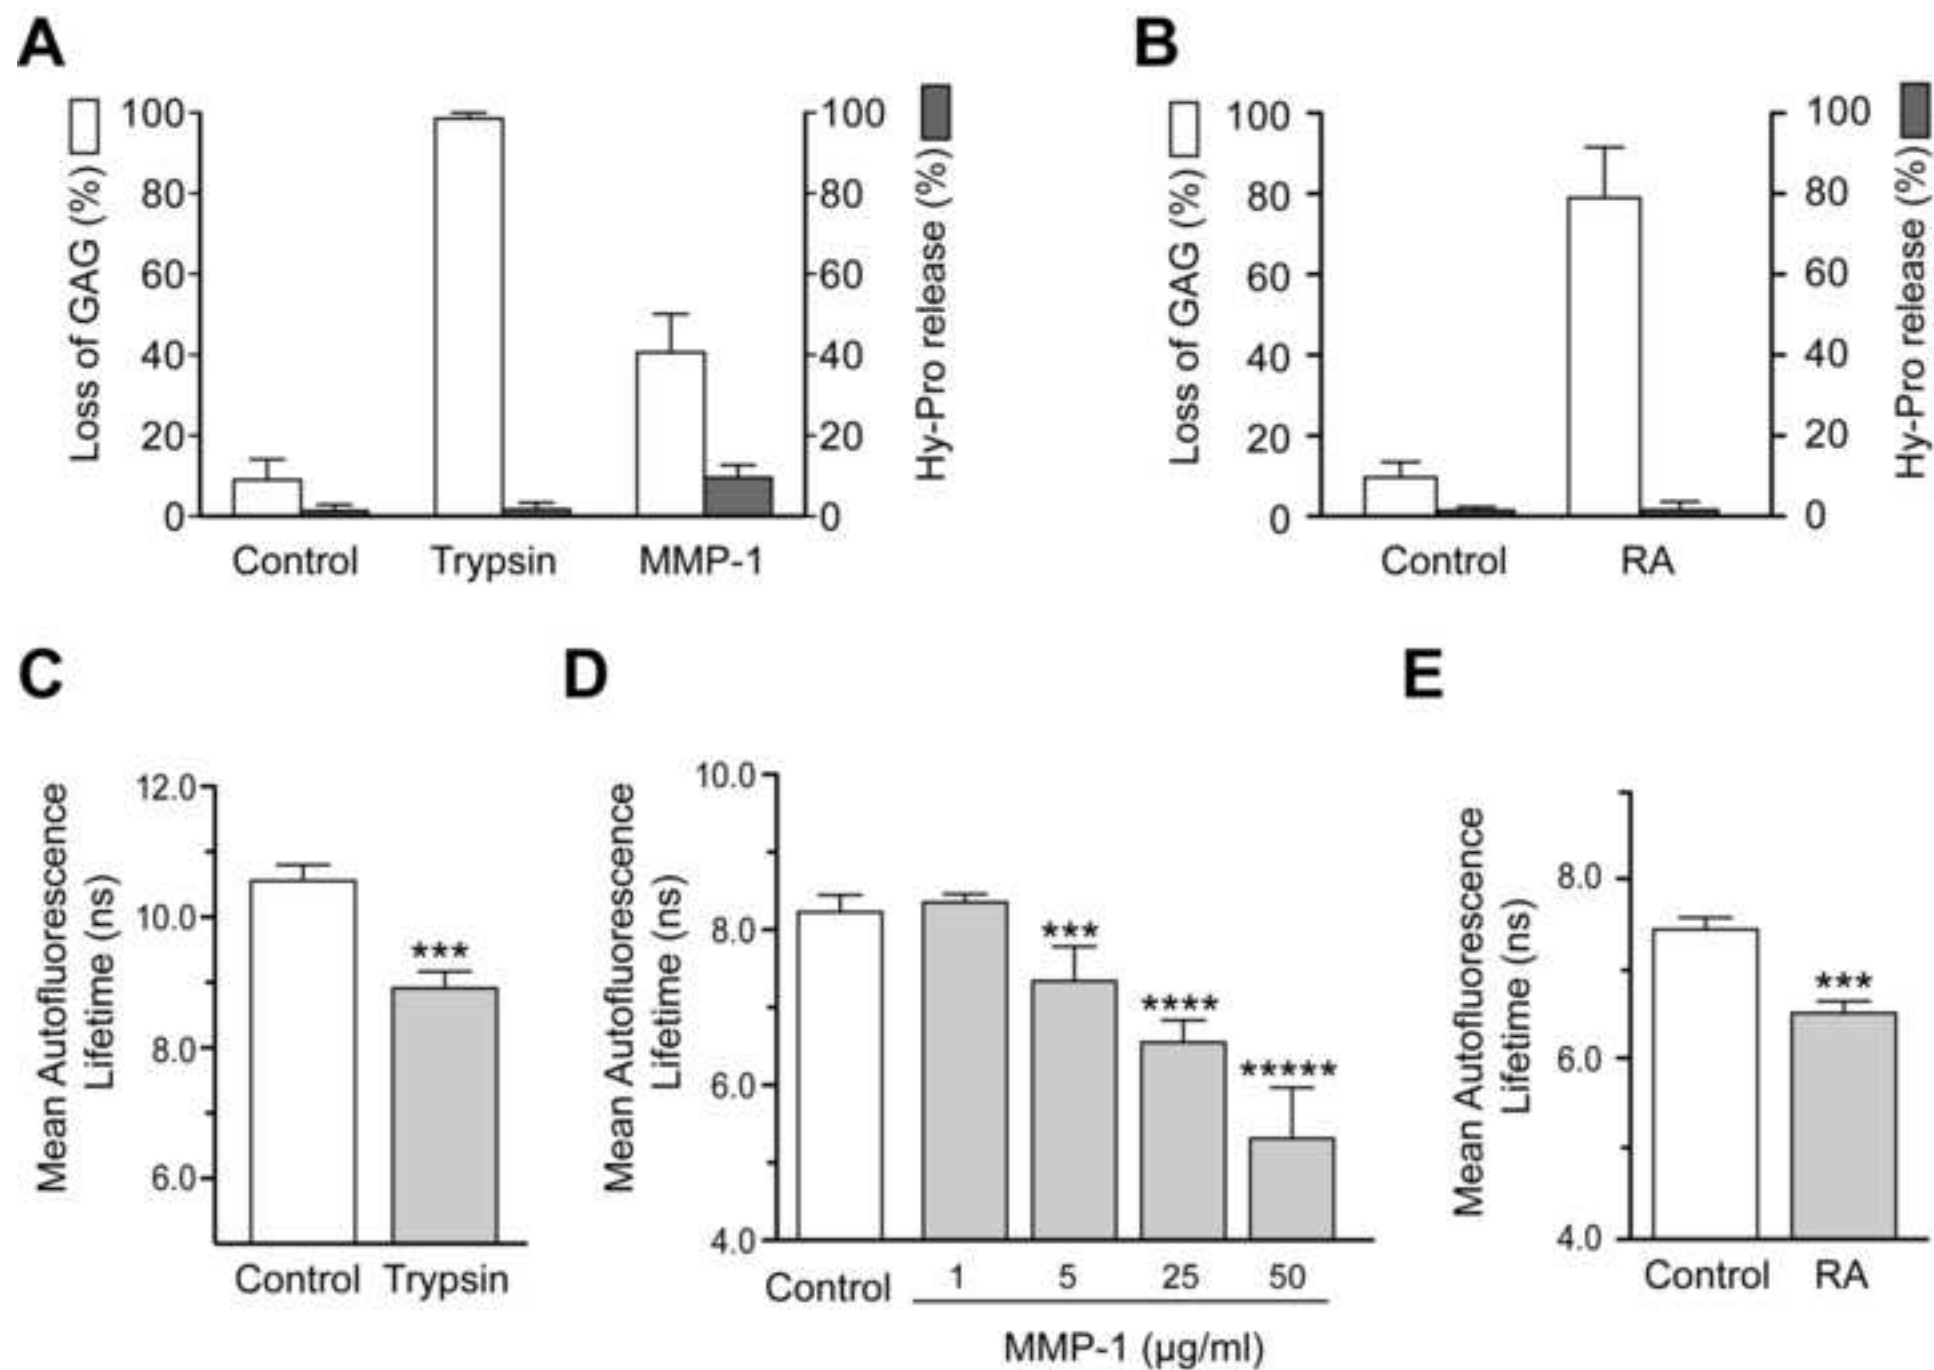 A
Loss of GAG (%)
100
80
60
40
20
0
100
80
60
40
20
0
Hy-Pro release (%)
Control
Trypsin
MMP-1
B
Loss of GAG (%)
100
80
60
40
20
0
100
80
60
40
20
0
Hy-Pro release (%)
Control
RA
C
Mean Autofluorescence
Lifetime (ns)
12.0
10.0
8.0
6.0
***
Control
Trypsin
D
Mean Autofluorescence
Lifetime (ns)
10.0
8.0
6.0
4.0
***
****
*****
Control
1
5
25
50
MMP-1 (µg/ml)
E
Mean Autofluorescence
Lifetime (ns)
8.0
6.0
4.0
***
Control
RA